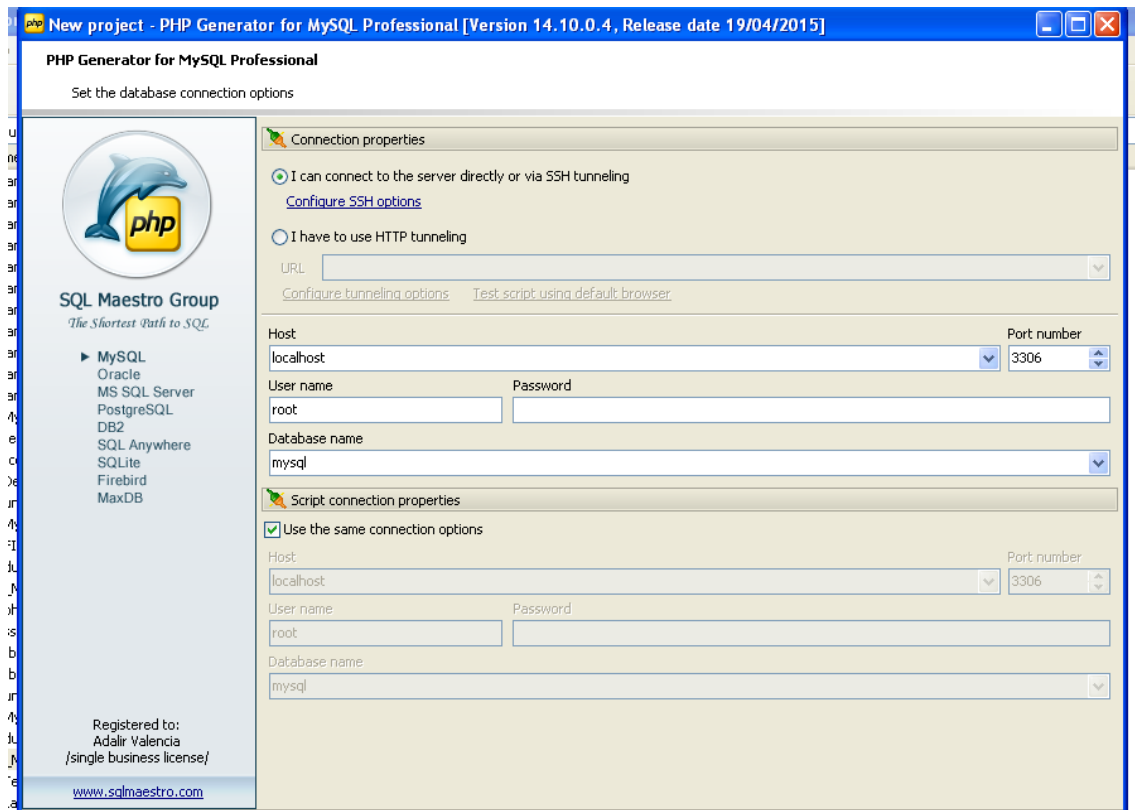 New project - PHP Generator for MySQL Professional [Version 14.10.0.4, Release date 19/04/2015]
PHP Generator for MySQL Professional
Set the database connection options
php
SQL Maestro Group
The Shortest Path to SQL
MySQL
Oracle
MS SQL Server
PostgreSQL
DB2
SQL Anywhere
SQLite
Firebird
MaxDB
Registered to:
Adalir Valencia
/single business license/
www.sqlmaestro.com
Connection properties
I can connect to the server directly or via SSH tunneling
Configure SSH options
I have to use HTTP tunneling
URL
Configure tunneling options Test script using default browser
Host Port number
localhost 3306
User name Password
root
Database name
mysql
Script connection properties
Use the same connection options
Host Port number
localhost 3306
User name Password
root
Database name
mysql